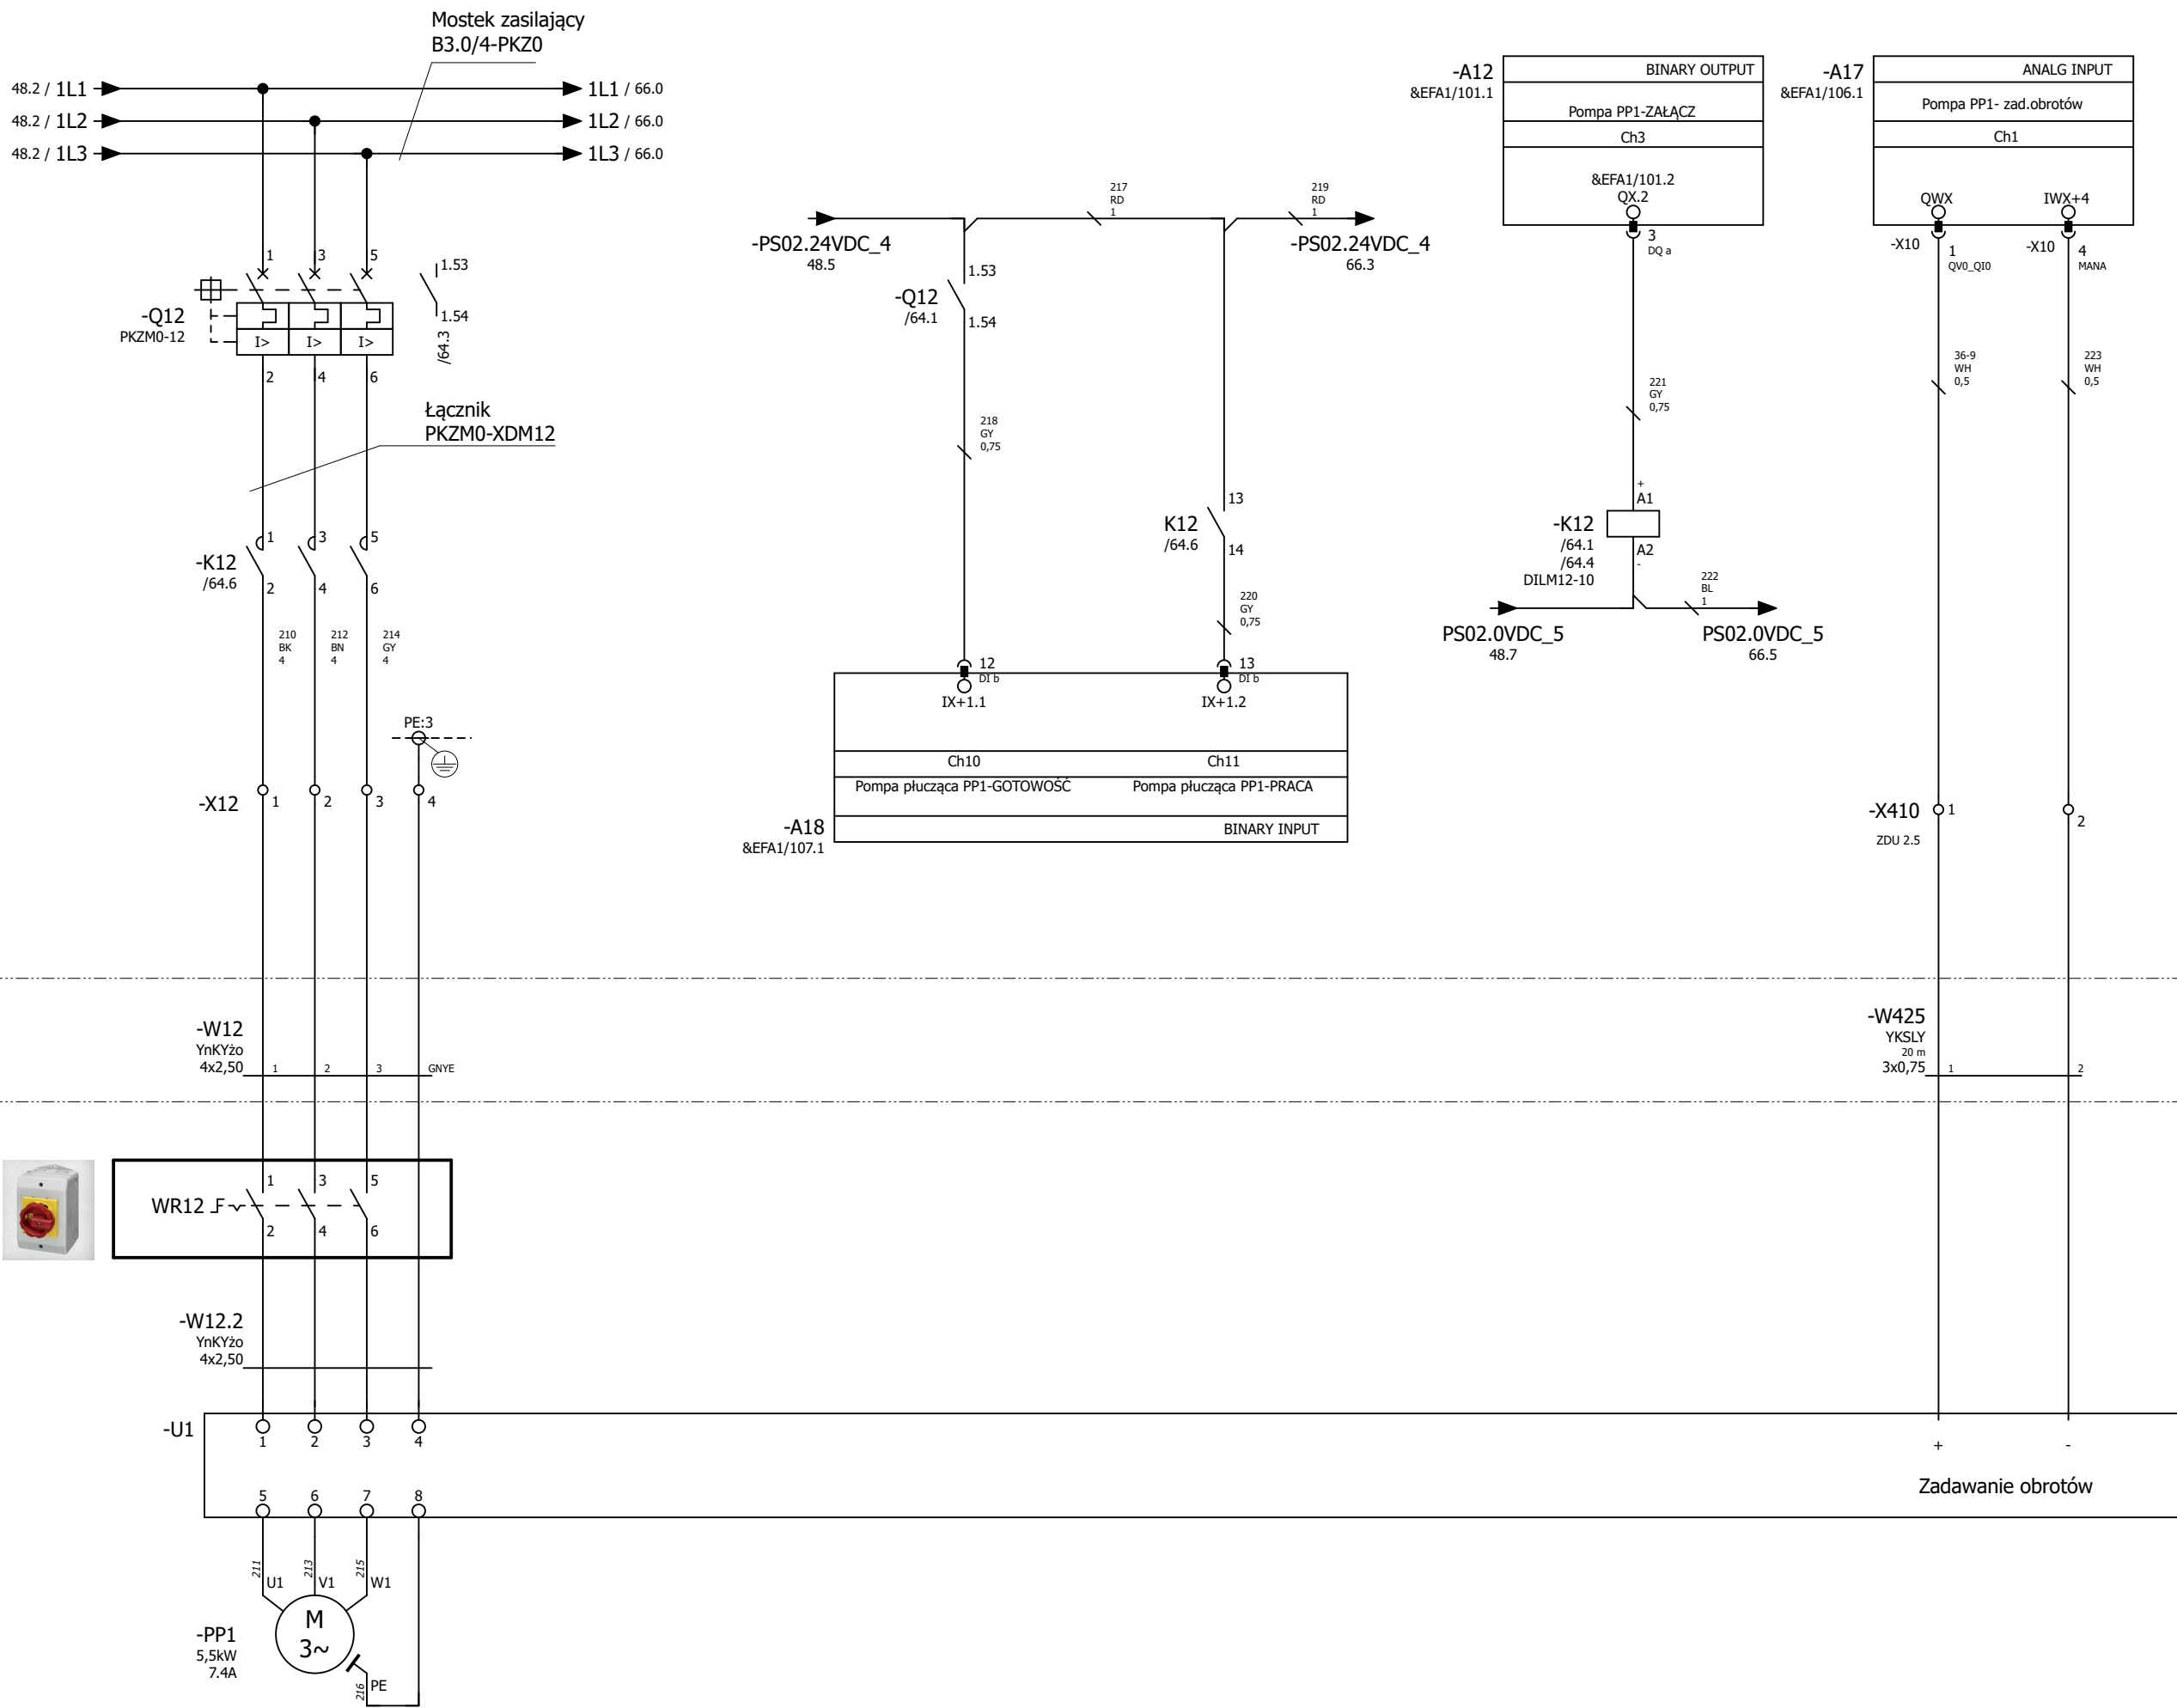 Mostek zasilający
B3.0/4-PKZ0
48.2 / 1L1
1L1 / 66.0
48.2 / 1L2
1L2 / 66.0
48.2 / 1L3
1L3 / 66.0
1
3
5
1.53
1.54
/64.3
-Q12
PKZM0-12
I>
I>
I>
2
4
6
Łącznik
PKZM0-XDM12
-K12
/64.6
1
3
5
2
4
6
210
BK
4
212
BN
4
214
GY
4
PE:3
-X12
1
2
3
4
-PS02.24VDC_4
48.5
217
RD
1
219
RD
1
-PS02.24VDC_4
66.3
-Q12
/64.1
1.53
1.54
218
GY
0,75
K12
/64.6
13
14
220
GY
0,75
12
DI b
IX+1.1
13
DI b
IX+1.2
Ch10
Ch11
Pompa płucząca PP1-GOTOWOŚĆ
Pompa płucząca PP1-PRACA
-A18
&EFA1/107.1
BINARY INPUT
-A12
&EFA1/101.1
BINARY OUTPUT
Pompa PP1-ZAŁĄCZ
Ch3
&EFA1/101.2
QX.2
3
DQ a
221
GY
0,75
+
A1
-K12
/64.1
/64.4
DILM12-10
A2
-
222
BL
1
PS02.0VDC_5
48.7
PS02.0VDC_5
66.5
-A17
&EFA1/106.1
ANALG INPUT
Pompa PP1- zad.obrotów
Ch1
QWX
IWX+4
-X10
1
QV0_QI0
-X10
4
MANA
36-9
WH
0,5
223
WH
0,5
-X410
ZDU 2.5
1
2
-W12
YnKYżo
4x2,50
1
2
3
GNYE
-W425
YKSLY
20 m
3x0,75
1
2
WR12
1
3
5
2
4
6
-W12.2
YnKYżo
4x2,50
-U1
1
2
3
4
5
6
7
8
+
-
Zadawanie obrotów
211
U1
213
V1
215
W1
M
3~
-PP1
5,5kW
7.4A
216
PE